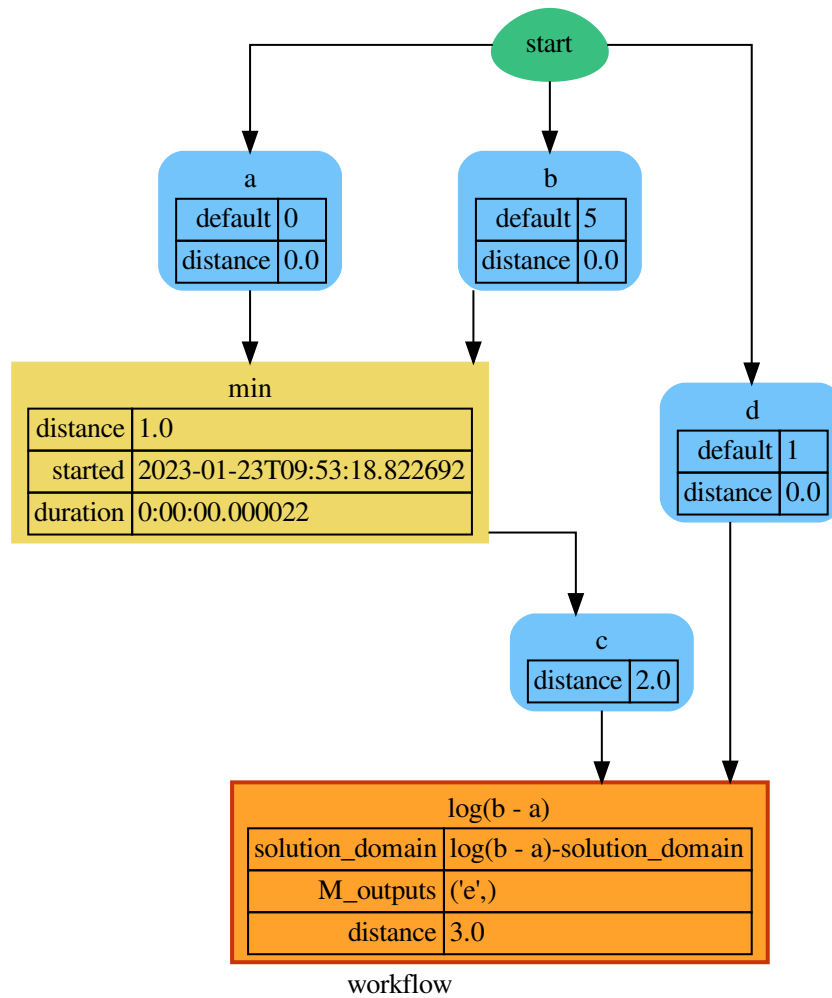 start
a
default 0
distance 0.0
b
default 5
distance 0.0
min
distance 1.0
started 2023-01-23T09:53:18.822692
duration 0:00:00.000022
d
default 1
distance 0.0
c
distance 2.0
log(b - a)
solution_domain log(b - a)-solution_domain
M_outputs ('e',)
distance 3.0
workflow